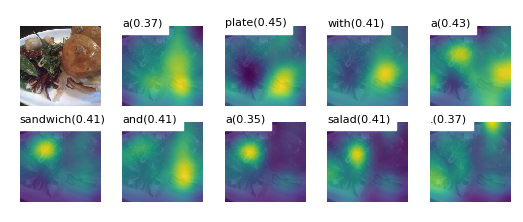 a(0.37) plate(0.45) with(0.41) a(0.43)
sandwich(0.41) and(0.41) a(0.35) salad(0.41) .(0.37)